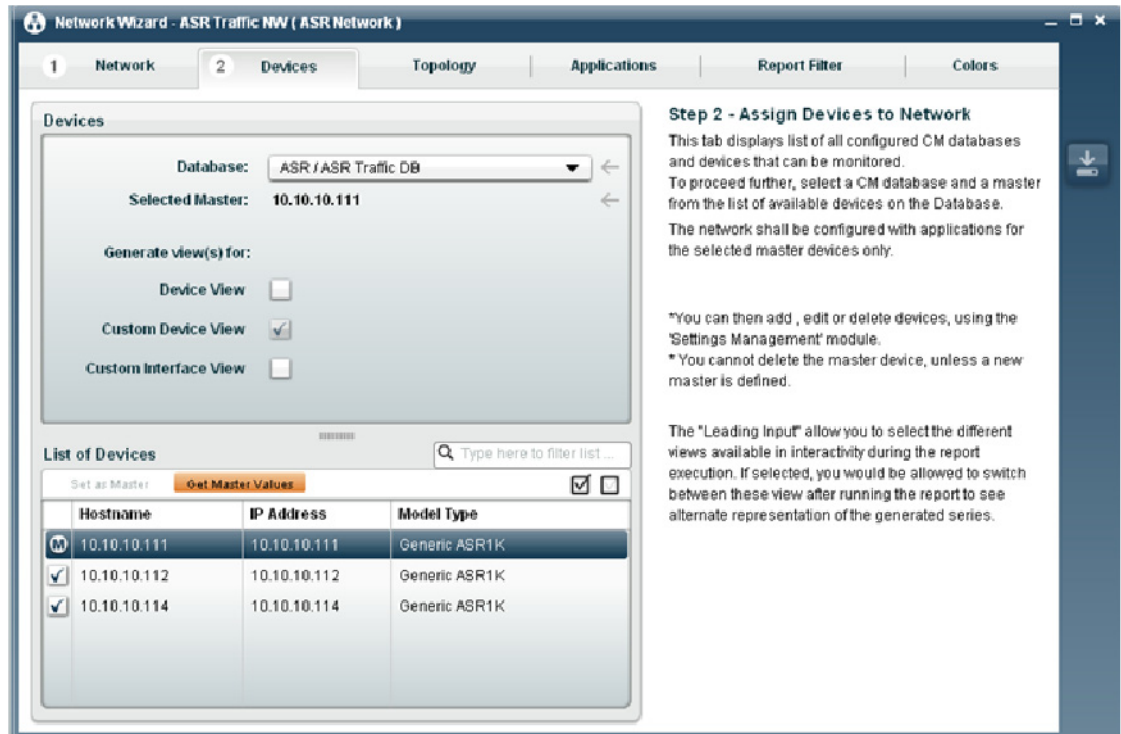 Network Wizard - ASR Traffic NW ( ASR Network )
1 Network 2 Devices Topology Applications Report Filter Colors
Devices
Database: ASR / ASR Traffic DB
Selected Master: 10.10.10.111
Generate view(s) for:
Device View
Custom Device View
Custom Interface View
List of Devices
Type here to filter list ...
Set as Master Get Master Values
Hostname IP Address Model Type
M 10.10.10.111 10.10.10.111 Generic ASR1K
10.10.10.112 10.10.10.112 Generic ASR1K
10.10.10.114 10.10.10.114 Generic ASR1K
Step 2 - Assign Devices to Network
This tab displays list of all configured CM databases
and devices that can be monitored.
To proceed further, select a CM database and a master
from the list of available devices on the Database.
The network shall be configured with applications for
the selected master devices only.
*You can then add , edit or delete devices, using the
'Settings Management' module.
* You cannot delete the master device, unless a new
master is defined.
The "Leading Input" allow you to select the different
views available in interactivity during the report
execution. If selected, you would be allowed to switch
between these view after running the report to see
alternate representation of the generated series.